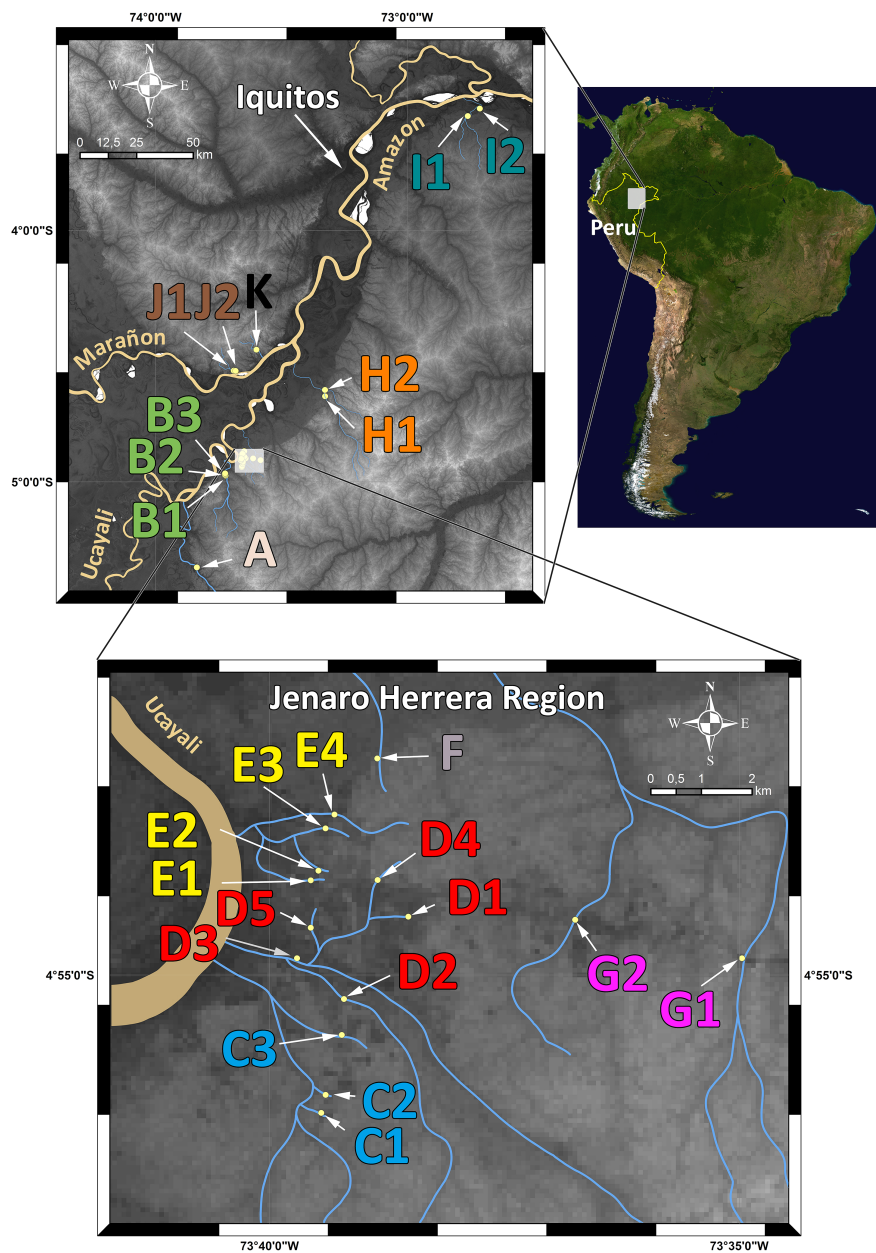 74°0'0"W
73°0'0"W
N
W
E
S
Iquitos
0 12,5 25 50
km
Amazon
I1
I2
4°0'0"S
Peru
J1
J2
K
Marañon
H2
H1
B3
B2
B1
5°0'0"S
Ucayali
A
Jenaro Herrera Region
Ucayali
N
W
E
S
0 0,5 1 2
km
E3
E4
F
E2
E1
D4
D5
D1
D3
D2
G2
G1
4°55'0"S
4°55'0"S
C3
C2
C1
73°40'0"W
73°35'0"W